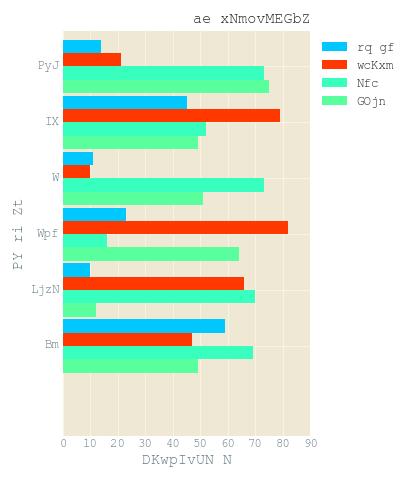 ae xNmovMEGbZ
rq gf
wcKxm
Nfc
GOjn
PyJ
IX
W
Wpf
LjzN
Bm
PY ri Zt
0 10 20 30 40 50 60 70 80 90
DKwpIvUN N